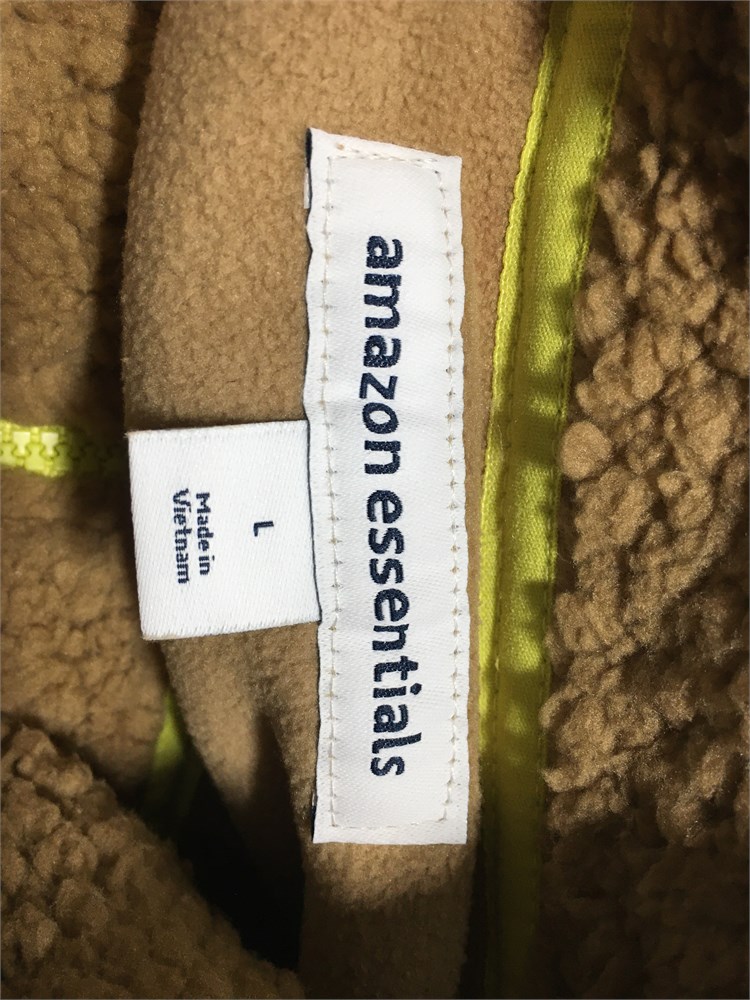 amazon essentials
L
Made in
Vietnam